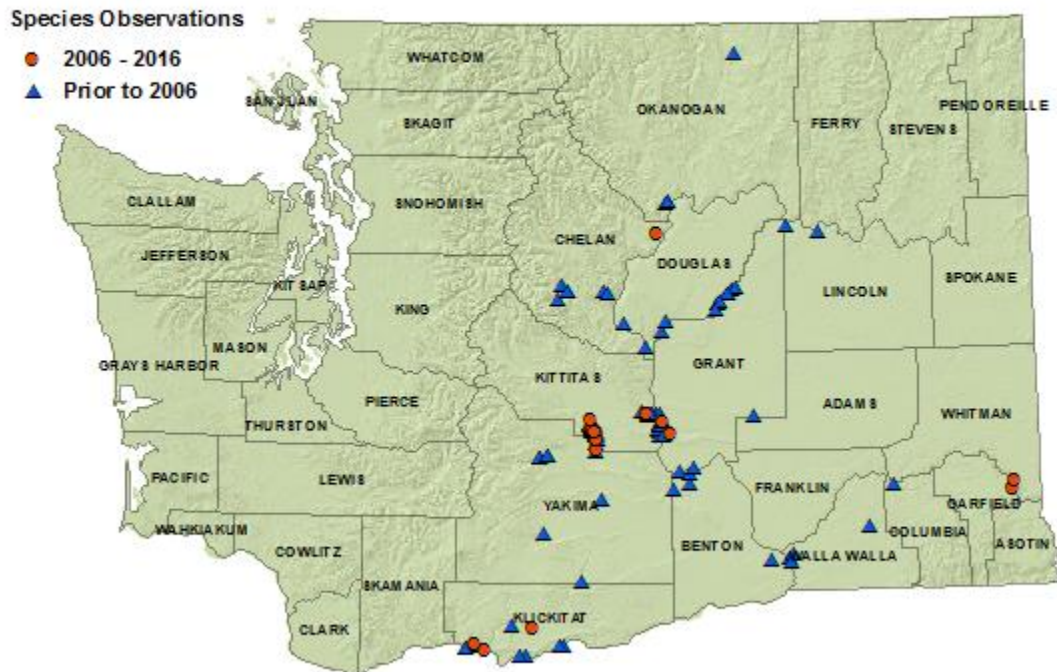 Species Observations
2006 - 2016
Prior to 2006
WHATCOM
SAN JUAN
OKANOGAN
FERRY
STEVENS
PENDOREILLE
SKAGIT
CLALLAM
SNOHOMISH
CHELAN
JEFFERSON
DOUGLAS
KITSAP
KING
LINCOLN
SPOKANE
MASON
GRAYS HARBOR
GRANT
KITTITAS
PIERCE
ADAMS
WHITMAN
THURSTON
PACIFIC
LEWIS
FRANKLIN
YAKIMA
GARFIELD
WAHKIAKUM
COLUMBIA
BENTON
ASOTIN
COWLITZ
WALLA WALLA
SKAMANIA
KLICKITAT
CLARK